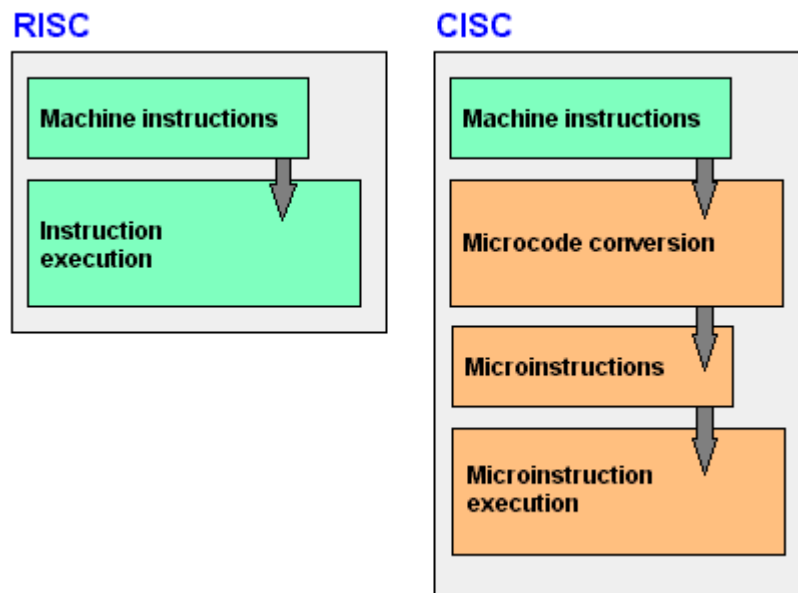 RISC
Machine instructions
Instruction
execution
CISC
Machine instructions
Microcode conversion
Microinstructions
Microinstruction
execution